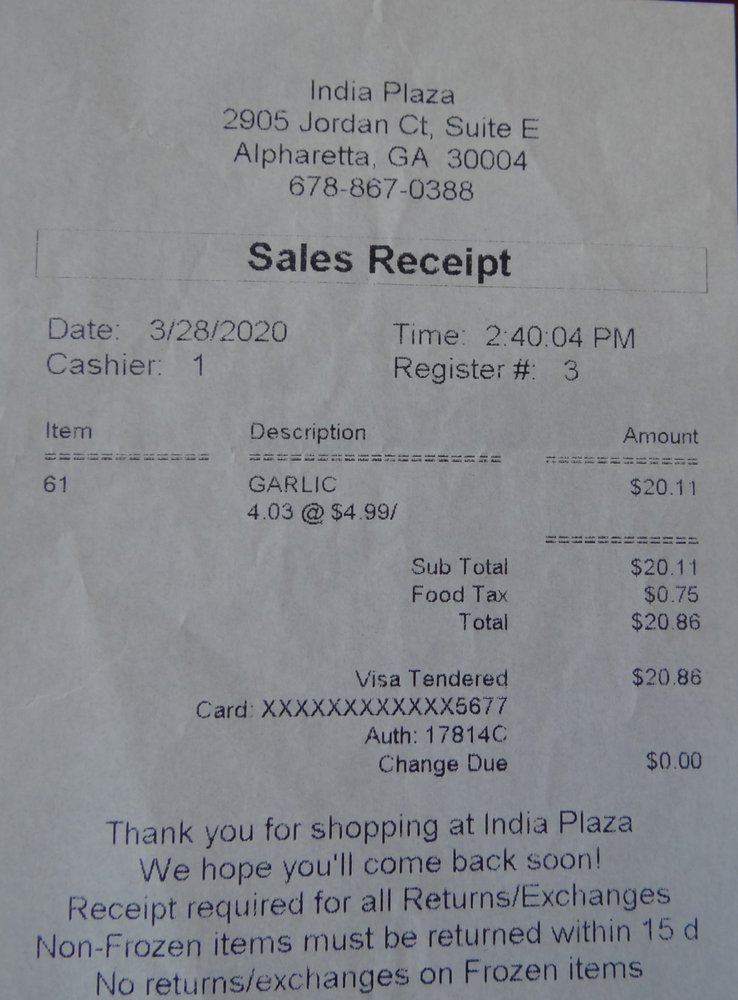 India Plaza
2905 Jordan Ct, Suite E
Alpharetta, GA 30004
678-867-0388
Sales Receipt
Date: 3/28/2020 Time: 2:40:04 PM
Cashier: 1 Register #: 3
Item Description Amount
============ ================== ===========
61 GARLIC $20.11
4.03 @ $4.99/
===========
Sub Total $20.11
Food Tax $0.75
Total $20.86
Visa Tendered $20.86
Card: XXXXXXXXXXXX5677
Auth: 17814C
Change Due $0.00
Thank you for shopping at India Plaza
We hope you'll come back soon!
Receipt required for all Returns/Exchanges
Non-Frozen items must be returned within 15 d
No returns/exchanges on Frozen items